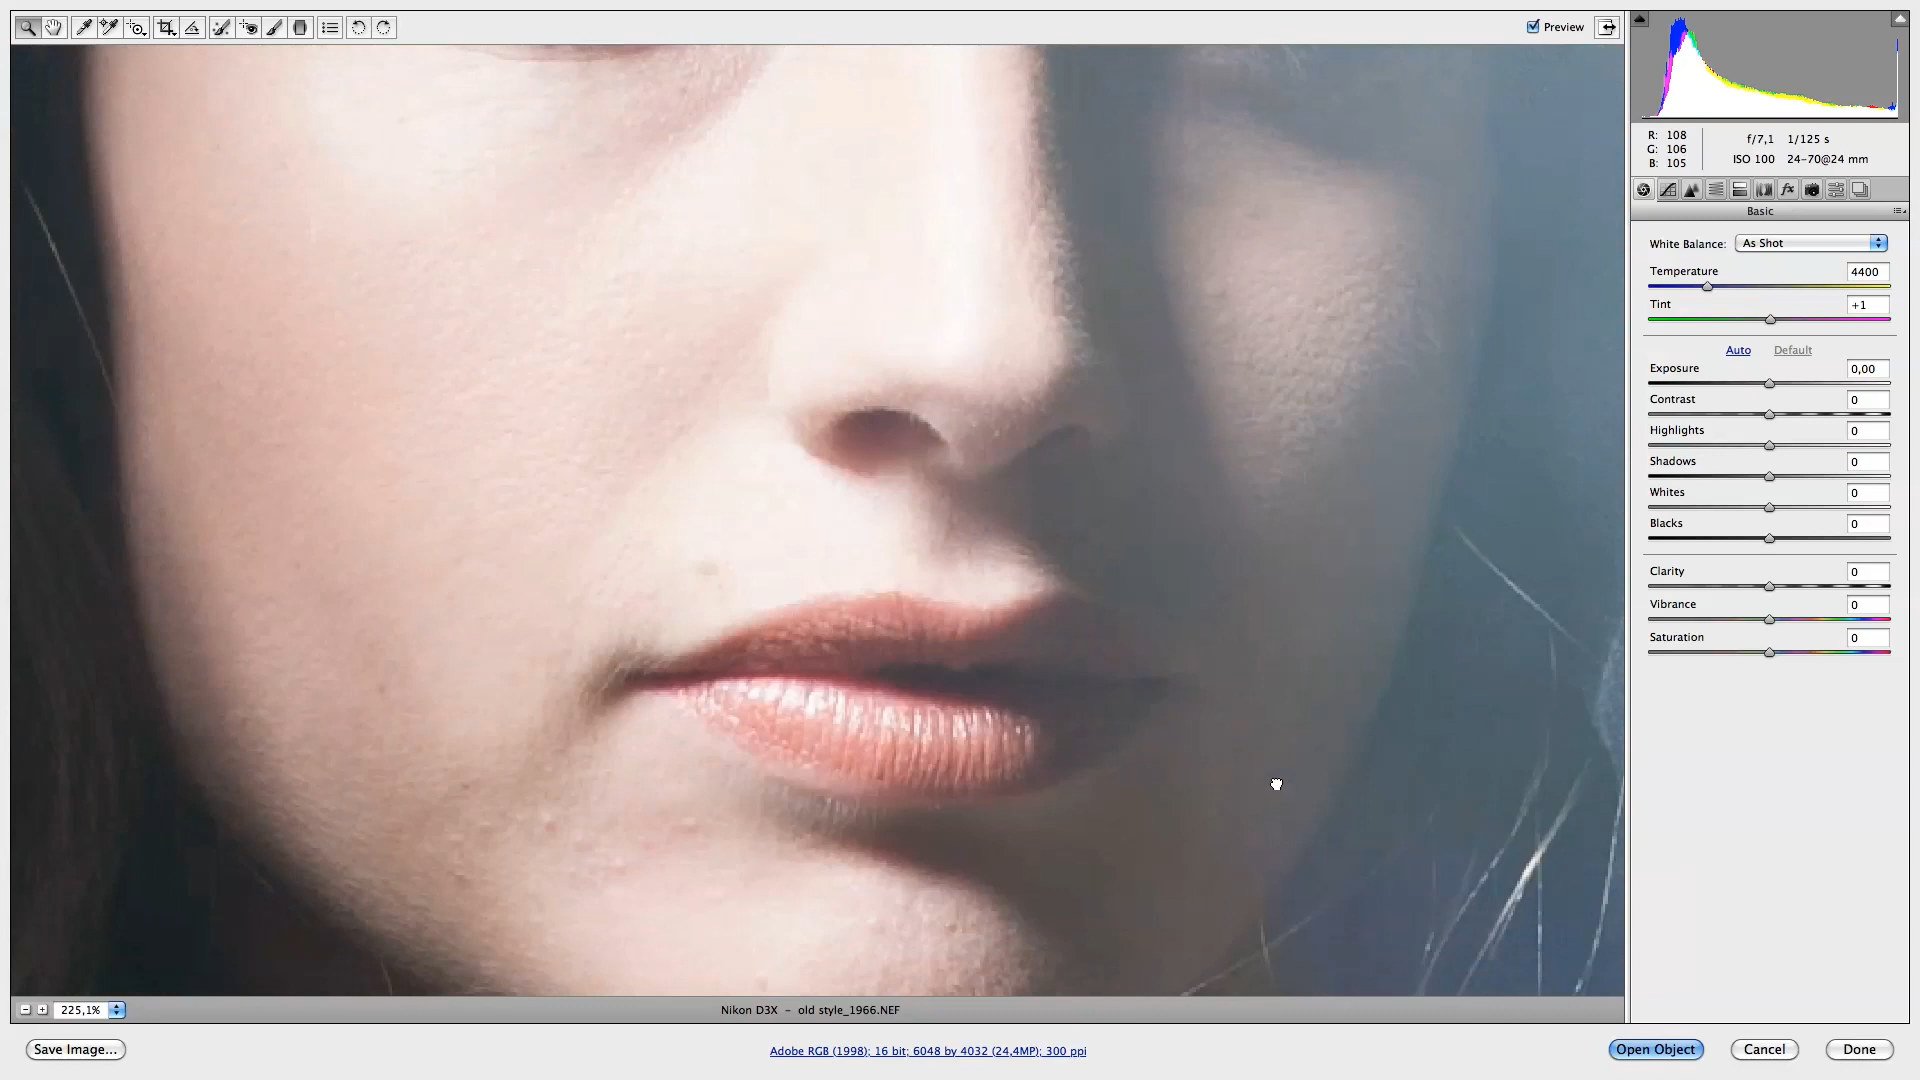 Preview
R: 108
G: 106
B: 105
f/7,1 1/125 s
ISO 100 24-70@24 mm
fx
Basic
White Balance: As Shot
Temperature 4400
Tint +1
Auto Default
Exposure 0,00
Contrast 0
Highlights 0
Shadows 0
Whites 0
Blacks 0
Clarity 0
Vibrance 0
Saturation 0
225,1%
Nikon D3X – old style_1966.NEF
Save Image...
Adobe RGB (1998); 16 bit; 6048 by 4032 (24,4MP); 300 ppi
Open Object
Cancel
Done